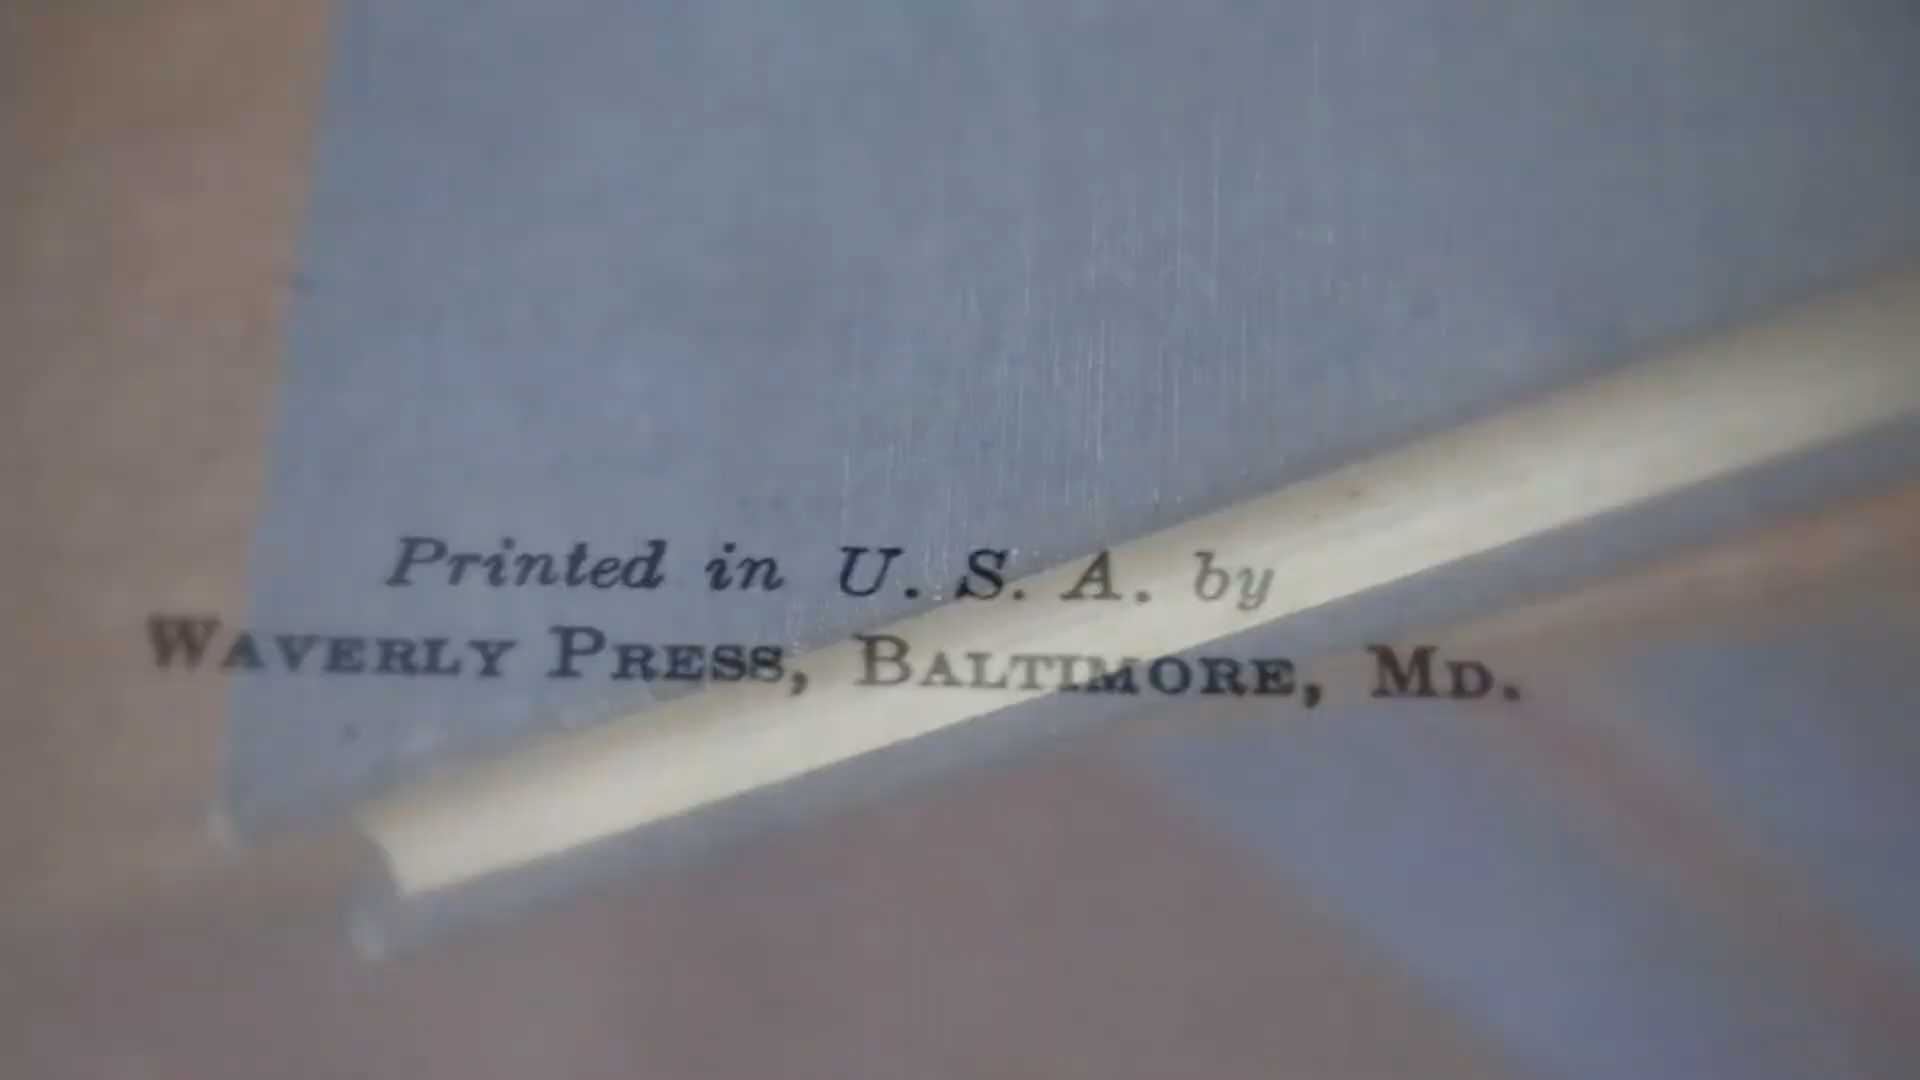 Printed in U. S. A. by
WAVERLY PRESS, BALTIMORE, MD.